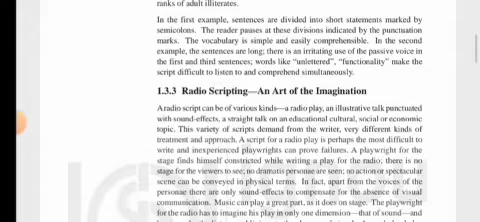 ranks of adult illiterates.
In the first example, sentences are divided into short statements marked by
semicolons. The reader pauses at these divisions indicated by the punctuation
marks. The vocabulary is simple and easily comprehensible. In the second
example, the sentences are long; there is an irritating use of the passive voice in
the first and third sentences; words like “unlettered”, “functionality” make the
script difficult to listen to and comprehend simultaneously.
1.3.3 Radio Scripting—An Art of the Imagination
A radio script can be of various kinds—a radio play, an illustrative talk punctuated
with sound-effects, a straight talk on an educational cultural, social or economic
topic. This variety of scripts demand from the writer, very different kinds of
treatment and approach. A script for a radio play is perhaps the most difficult to
write and inexperienced playwrights can prove failures. A playwright for the
stage finds himself constricted while writing a play for the radio; there is no
stage for the viewers to see; no dramatis personae are seen; no action or spectacular
scene can be conveyed in physical terms. In fact, apart from the voices of the
personae there are only sound-effects to compensate for the absence of visual
communication. Music can play a great part, as it does on stage. The playwright
for the radio has to imagine his play in only one dimension—that of sound—and